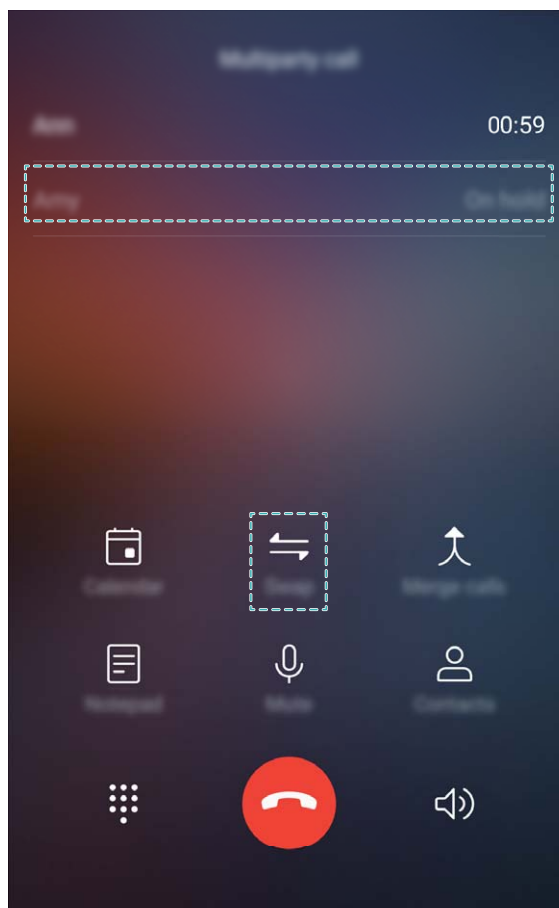 Multiparty call
Ann 00:59
Amy On hold
Calendar Swap Merge calls
Notepad Mute Contacts